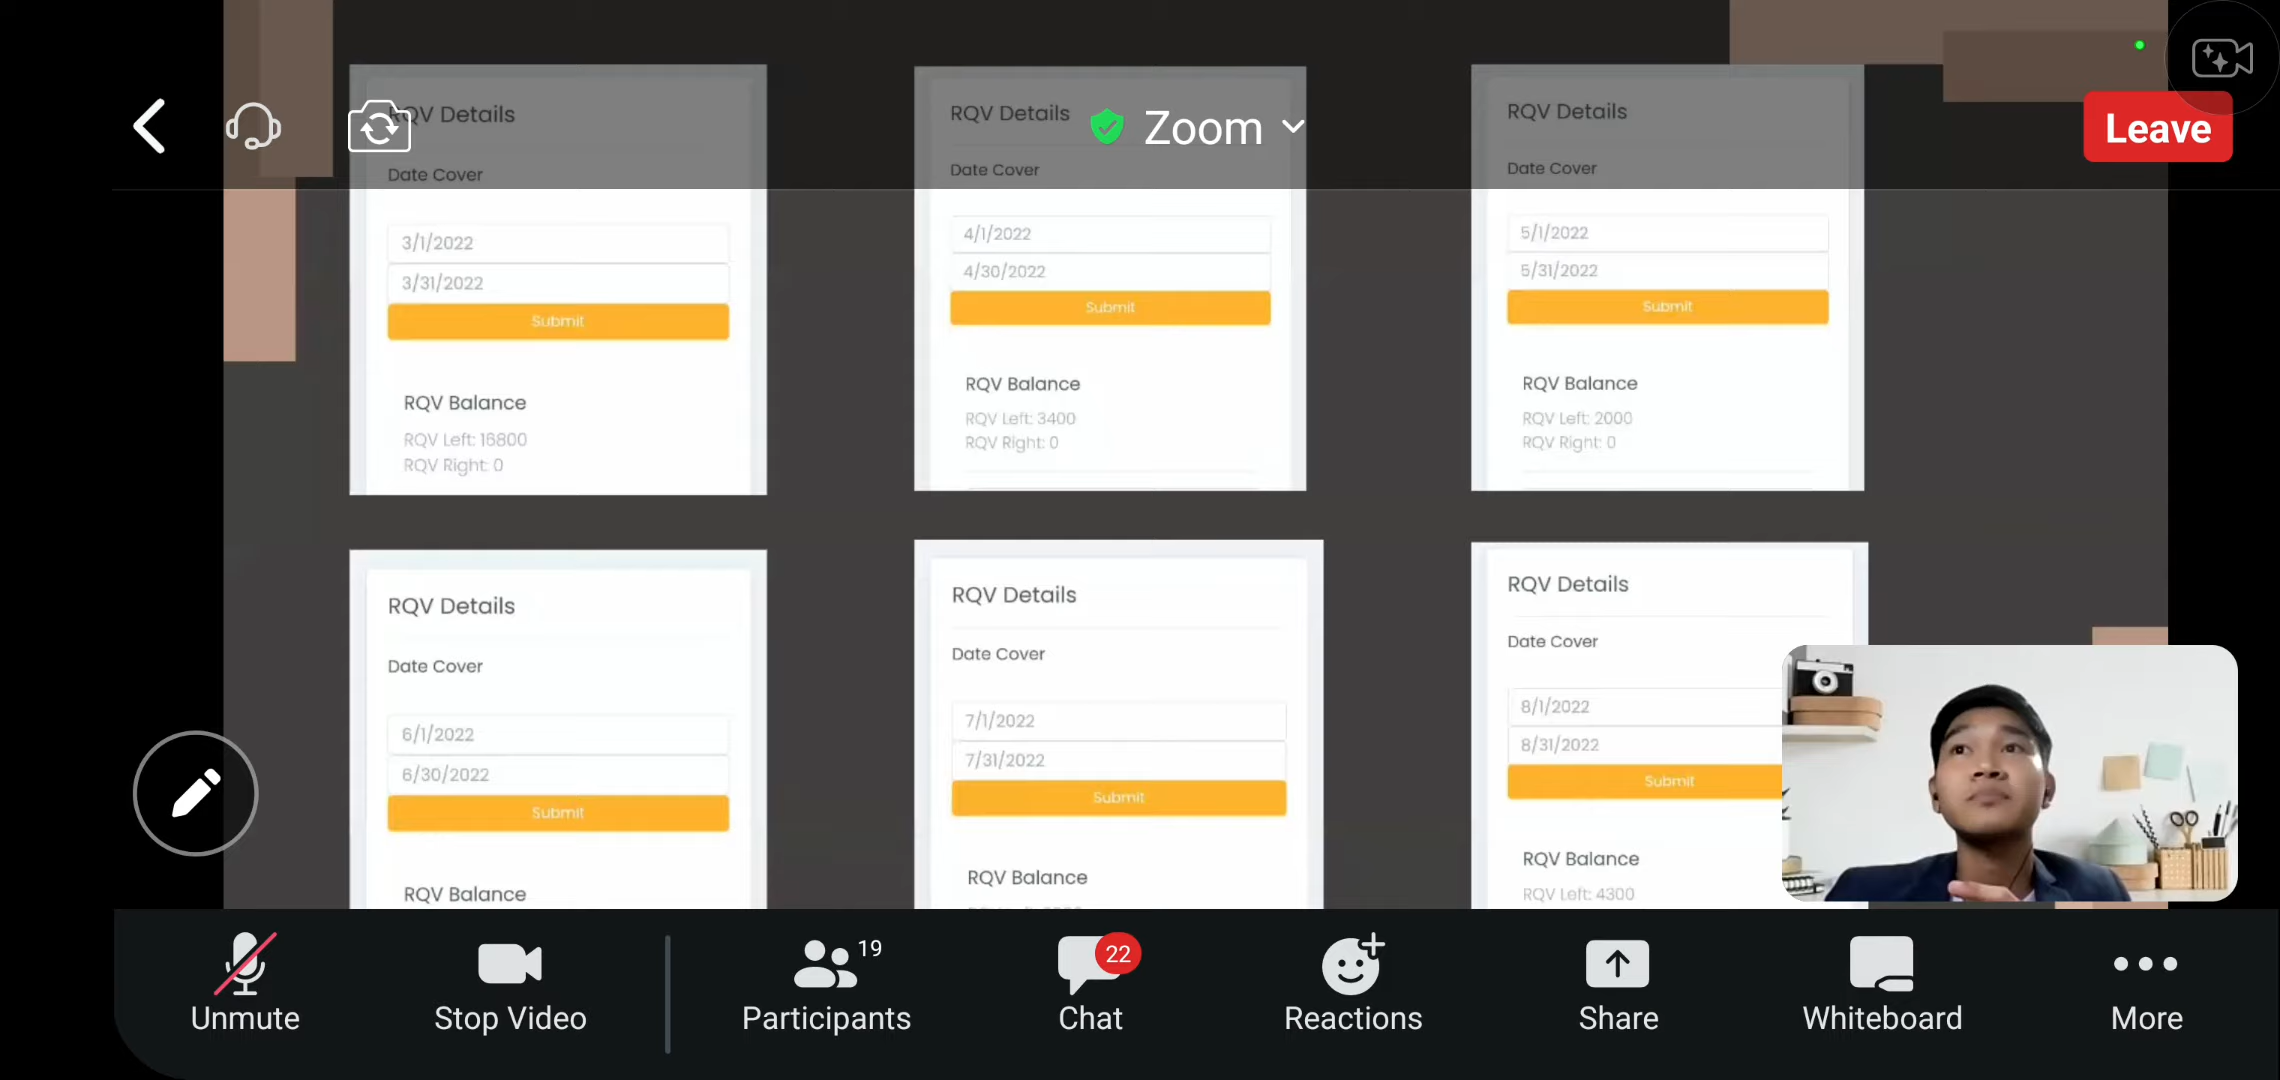 Zoom
Leave
RQV Details
Date Cover
3/1/2022
3/31/2022
Submit
RQV Balance
RQV Left: 16800
RQV Right: 0
RQV Details
Date Cover
4/1/2022
4/30/2022
Submit
RQV Balance
RQV Left: 3400
RQV Right: 0
RQV Details
Date Cover
5/1/2022
5/31/2022
Submit
RQV Balance
RQV Left: 2000
RQV Right: 0
RQV Details
Date Cover
6/1/2022
6/30/2022
Submit
RQV Balance
RQV Details
Date Cover
7/1/2022
7/31/2022
Submit
RQV Balance
RQV Details
Date Cover
8/1/2022
8/31/2022
Submit
RQV Balance
RQV Left: 4300
Unmute
Stop Video
19
Participants
22
Chat
Reactions
Share
Whiteboard
More